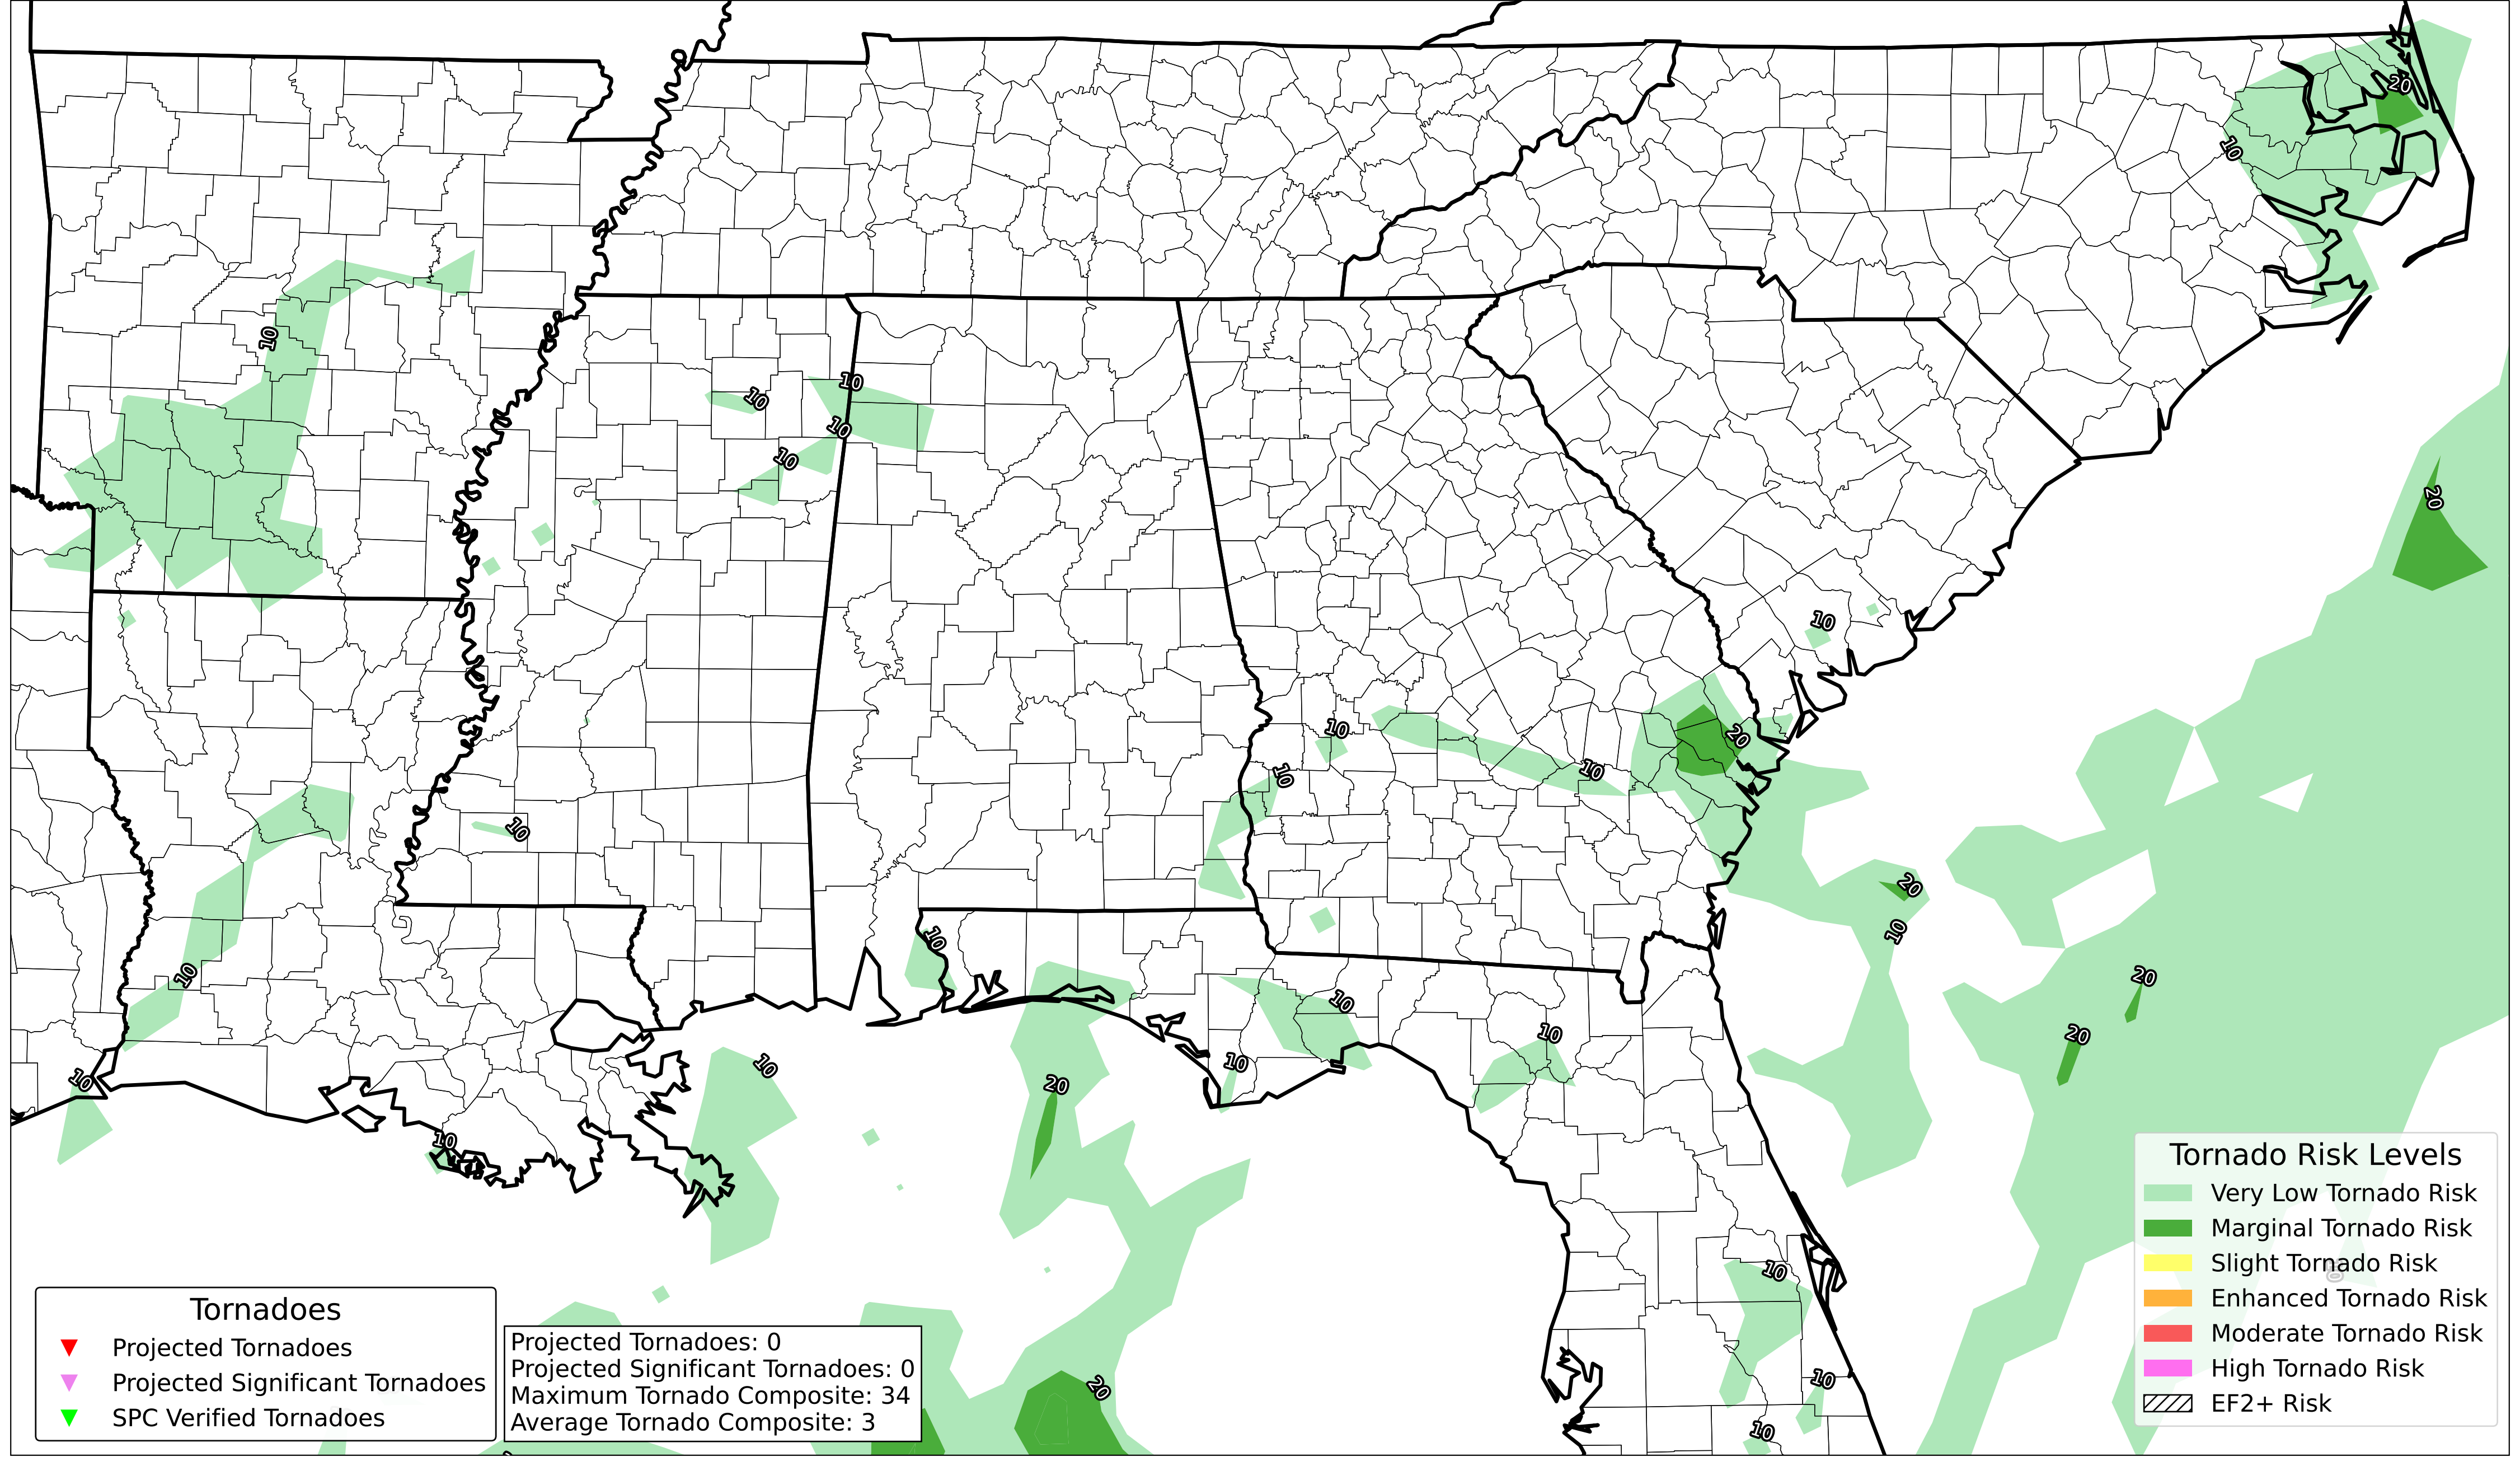 20
10
10
10
10
10
10
20
10
10
10
20
10
10
10
20
10
10
20
10
10
10
20
10
10
20
10
10
10
20
10
10
Tornado Risk Levels
Very Low Tornado Risk
Marginal Tornado Risk
Slight Tornado Risk
Enhanced Tornado Risk
Moderate Tornado Risk
High Tornado Risk
EF2+ Risk
Tornadoes
Projected Tornadoes
Projected Significant Tornadoes
SPC Verified Tornadoes
Projected Tornadoes: 0
Projected Significant Tornadoes: 0
Maximum Tornado Composite: 34
Average Tornado Composite: 3